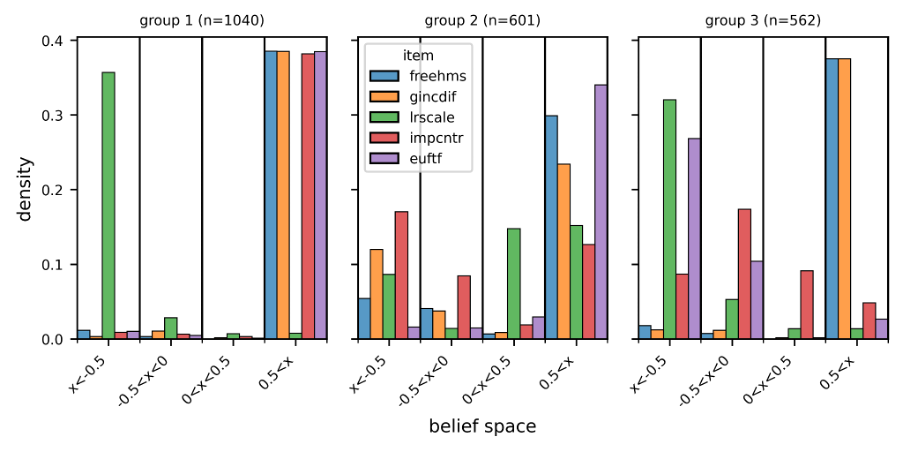 group 1 (n=1040)
group 2 (n=601)
group 3 (n=562)
0.4
0.3
0.2
0.1
0.0
density
item
freehms
gincdif
lrscale
impcntr
euftf
x<-0.5
-0.5<x<0
0<x<0.5
0.5<x
x<-0.5
-0.5<x<0
0<x<0.5
0.5<x
x<-0.5
-0.5<x<0
0<x<0.5
0.5<x
belief space